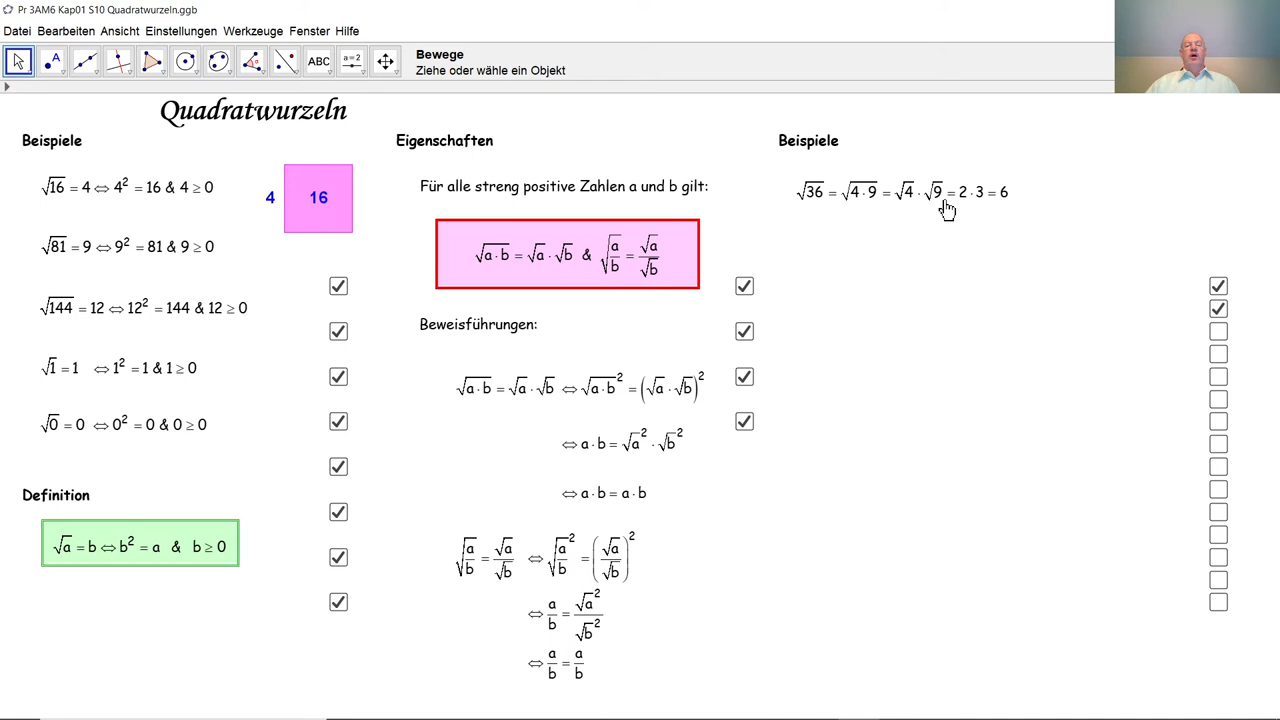 Pr 3AM6 Kap01 S10 Quadratwurzeln.ggb
Datei Bearbeiten Ansicht Einstellungen Werkzeuge Fenster Hilfe
A
ABC
a=2
Bewege
Ziehe oder wähle ein Objekt
Quadratwurzeln
Beispiele
√16 = 4 ⇔ 4² = 16 & 4 ≥ 0
4
16
√81 = 9 ⇔ 9² = 81 & 9 ≥ 0
√144 = 12 ⇔ 12² = 144 & 12 ≥ 0
√1 = 1 ⇔ 1² = 1 & 1 ≥ 0
√0 = 0 ⇔ 0² = 0 & 0 ≥ 0
Definition
√a = b ⇔ b² = a & b ≥ 0
Eigenschaften
Für alle streng positive Zahlen a und b gilt:
√(a·b) = √a · √b & √(a/b) = √a/√b
Beweisführungen:
√(a·b) = √a · √b ⇔ √(a·b)² = (√a · √b)²
⇔ a · b = √a² · √b²
⇔ a · b = a · b
√(a/b) = √a/√b ⇔ √(a/b)² = (√a/√b)²
⇔ a/b = √a²/√b²
⇔ a/b = a/b
Beispiele
√36 = √(4·9) = √4 · √9 = 2 · 3 = 6